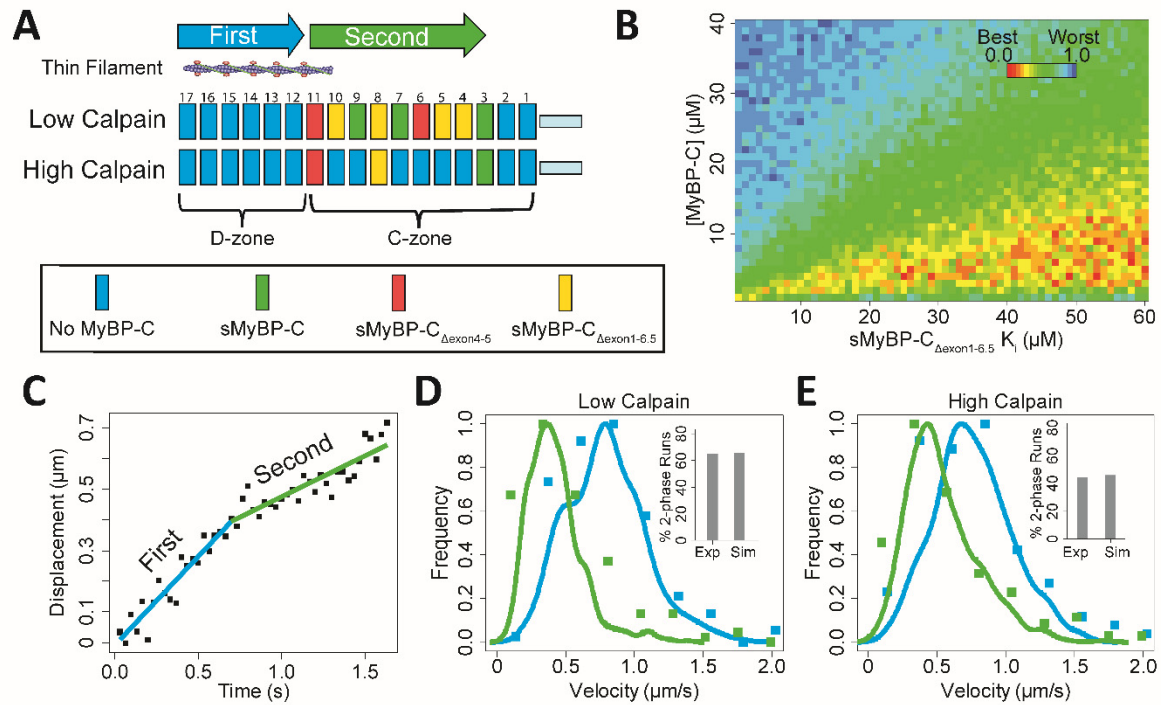 A
First
Second
Thin Filament
17 16 15 14 13 12 11 10 9 8 7 6 5 4 3 2 1
Low Calpain
High Calpain
D-zone
C-zone
No MyBP-C
sMyBP-C
sMyBP-CΔexon4-5
sMyBP-CΔexon1-6.5
B
Best
Worst
0.0
1.0
40
30
20
10
[MyBP-C] (µM)
10 20 30 40 50 60
sMyBP-CΔexon1-6.5 Ki (µM)
C
0.7
0.5
0.3
0.1
0
Displacement (µm)
First
Second
0.0 0.5 1.0 1.5
Time (s)
D
Low Calpain
1.0
0.8
0.6
0.4
0.2
0.0
Frequency
80
60
40
20
0
% 2-phase Runs
Exp Sim
0 0.5 1.0 1.5 2.0
Velocity (µm/s)
E
High Calpain
1.0
0.8
0.6
0.4
0.2
0.0
Frequency
80
60
40
20
0
% 2-phase Runs
Exp Sim
0 0.5 1.0 1.5 2.0
Velocity (µm/s)